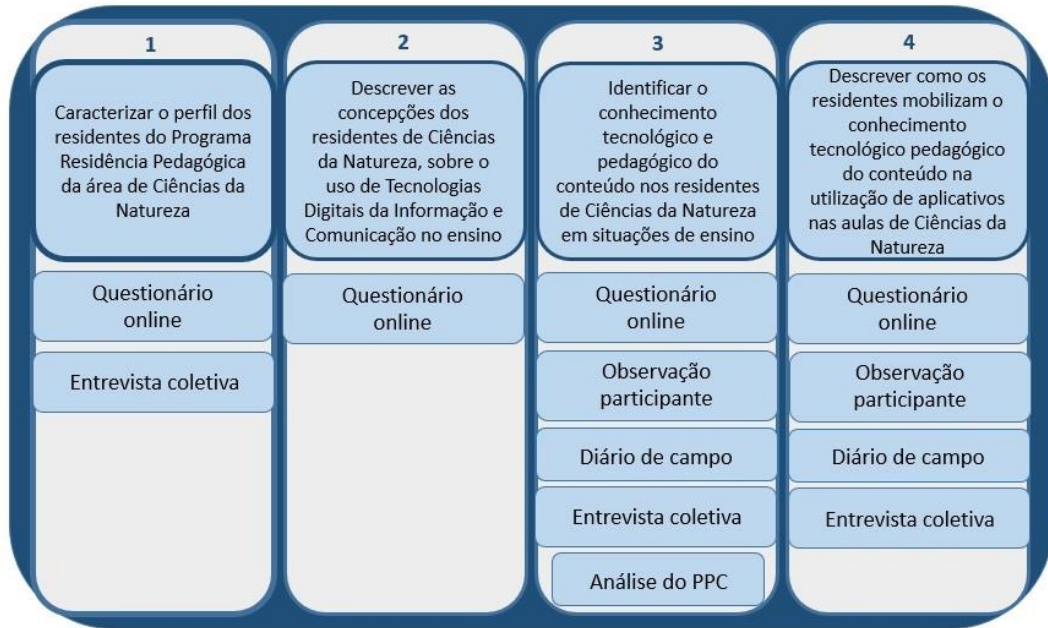 1
Caracterizar o perfil dos
residentes do Programa
Residência Pedagógica
da área de Ciências da
Natureza
Questionário
online
Entrevista coletiva
2
Descrever as
concepções dos
residentes de Ciências
da Natureza, sobre o
uso de Tecnologias
Digitais da Informação e
Comunicação no ensino
Questionário
online
3
Identificar o
conhecimento
tecnológico e
pedagógico do
conteúdo nos residentes
de Ciências da Natureza
em situações de ensino
Questionário
online
Observação
participante
Diário de campo
Entrevista coletiva
Análise do PPC
4
Descrever como os
residentes mobilizam o
conhecimento
tecnológico pedagógico
do conteúdo na
utilização de aplicativos
nas aulas de Ciências da
Natureza
Questionário
online
Observação
participante
Diário de campo
Entrevista coletiva